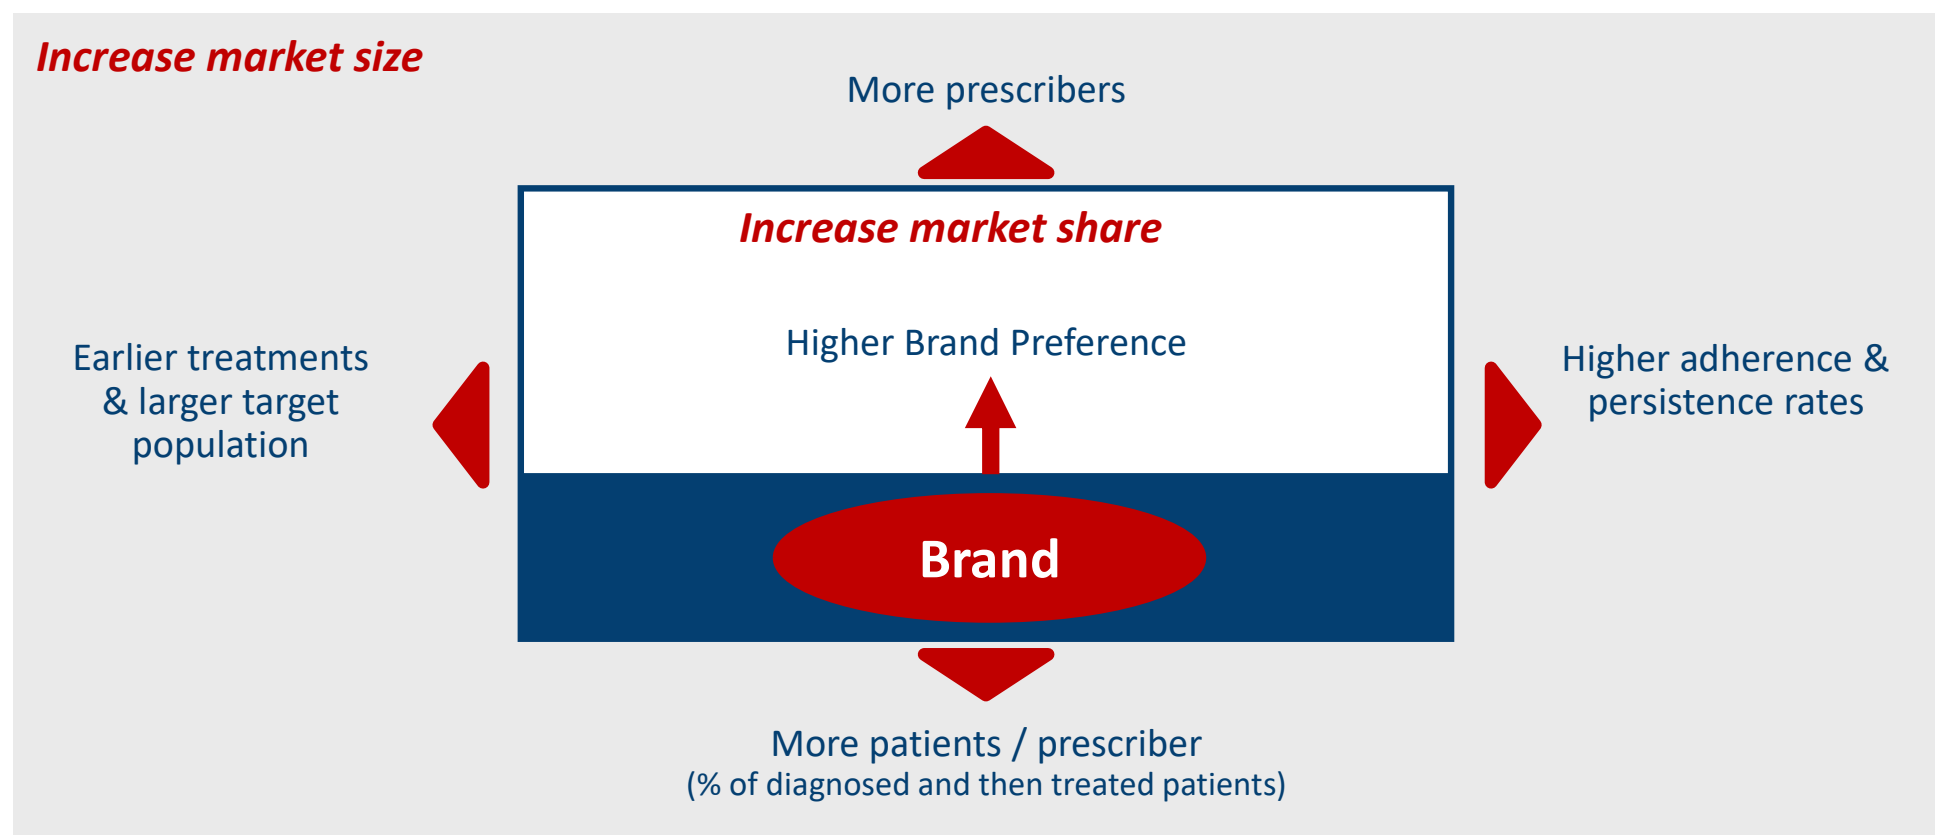 Increase market size
More prescribers
Increase market share
Higher Brand Preference
Earlier treatments
& larger target
population
Higher adherence &
persistence rates
Brand
More patients / prescriber
(% of diagnosed and then treated patients)